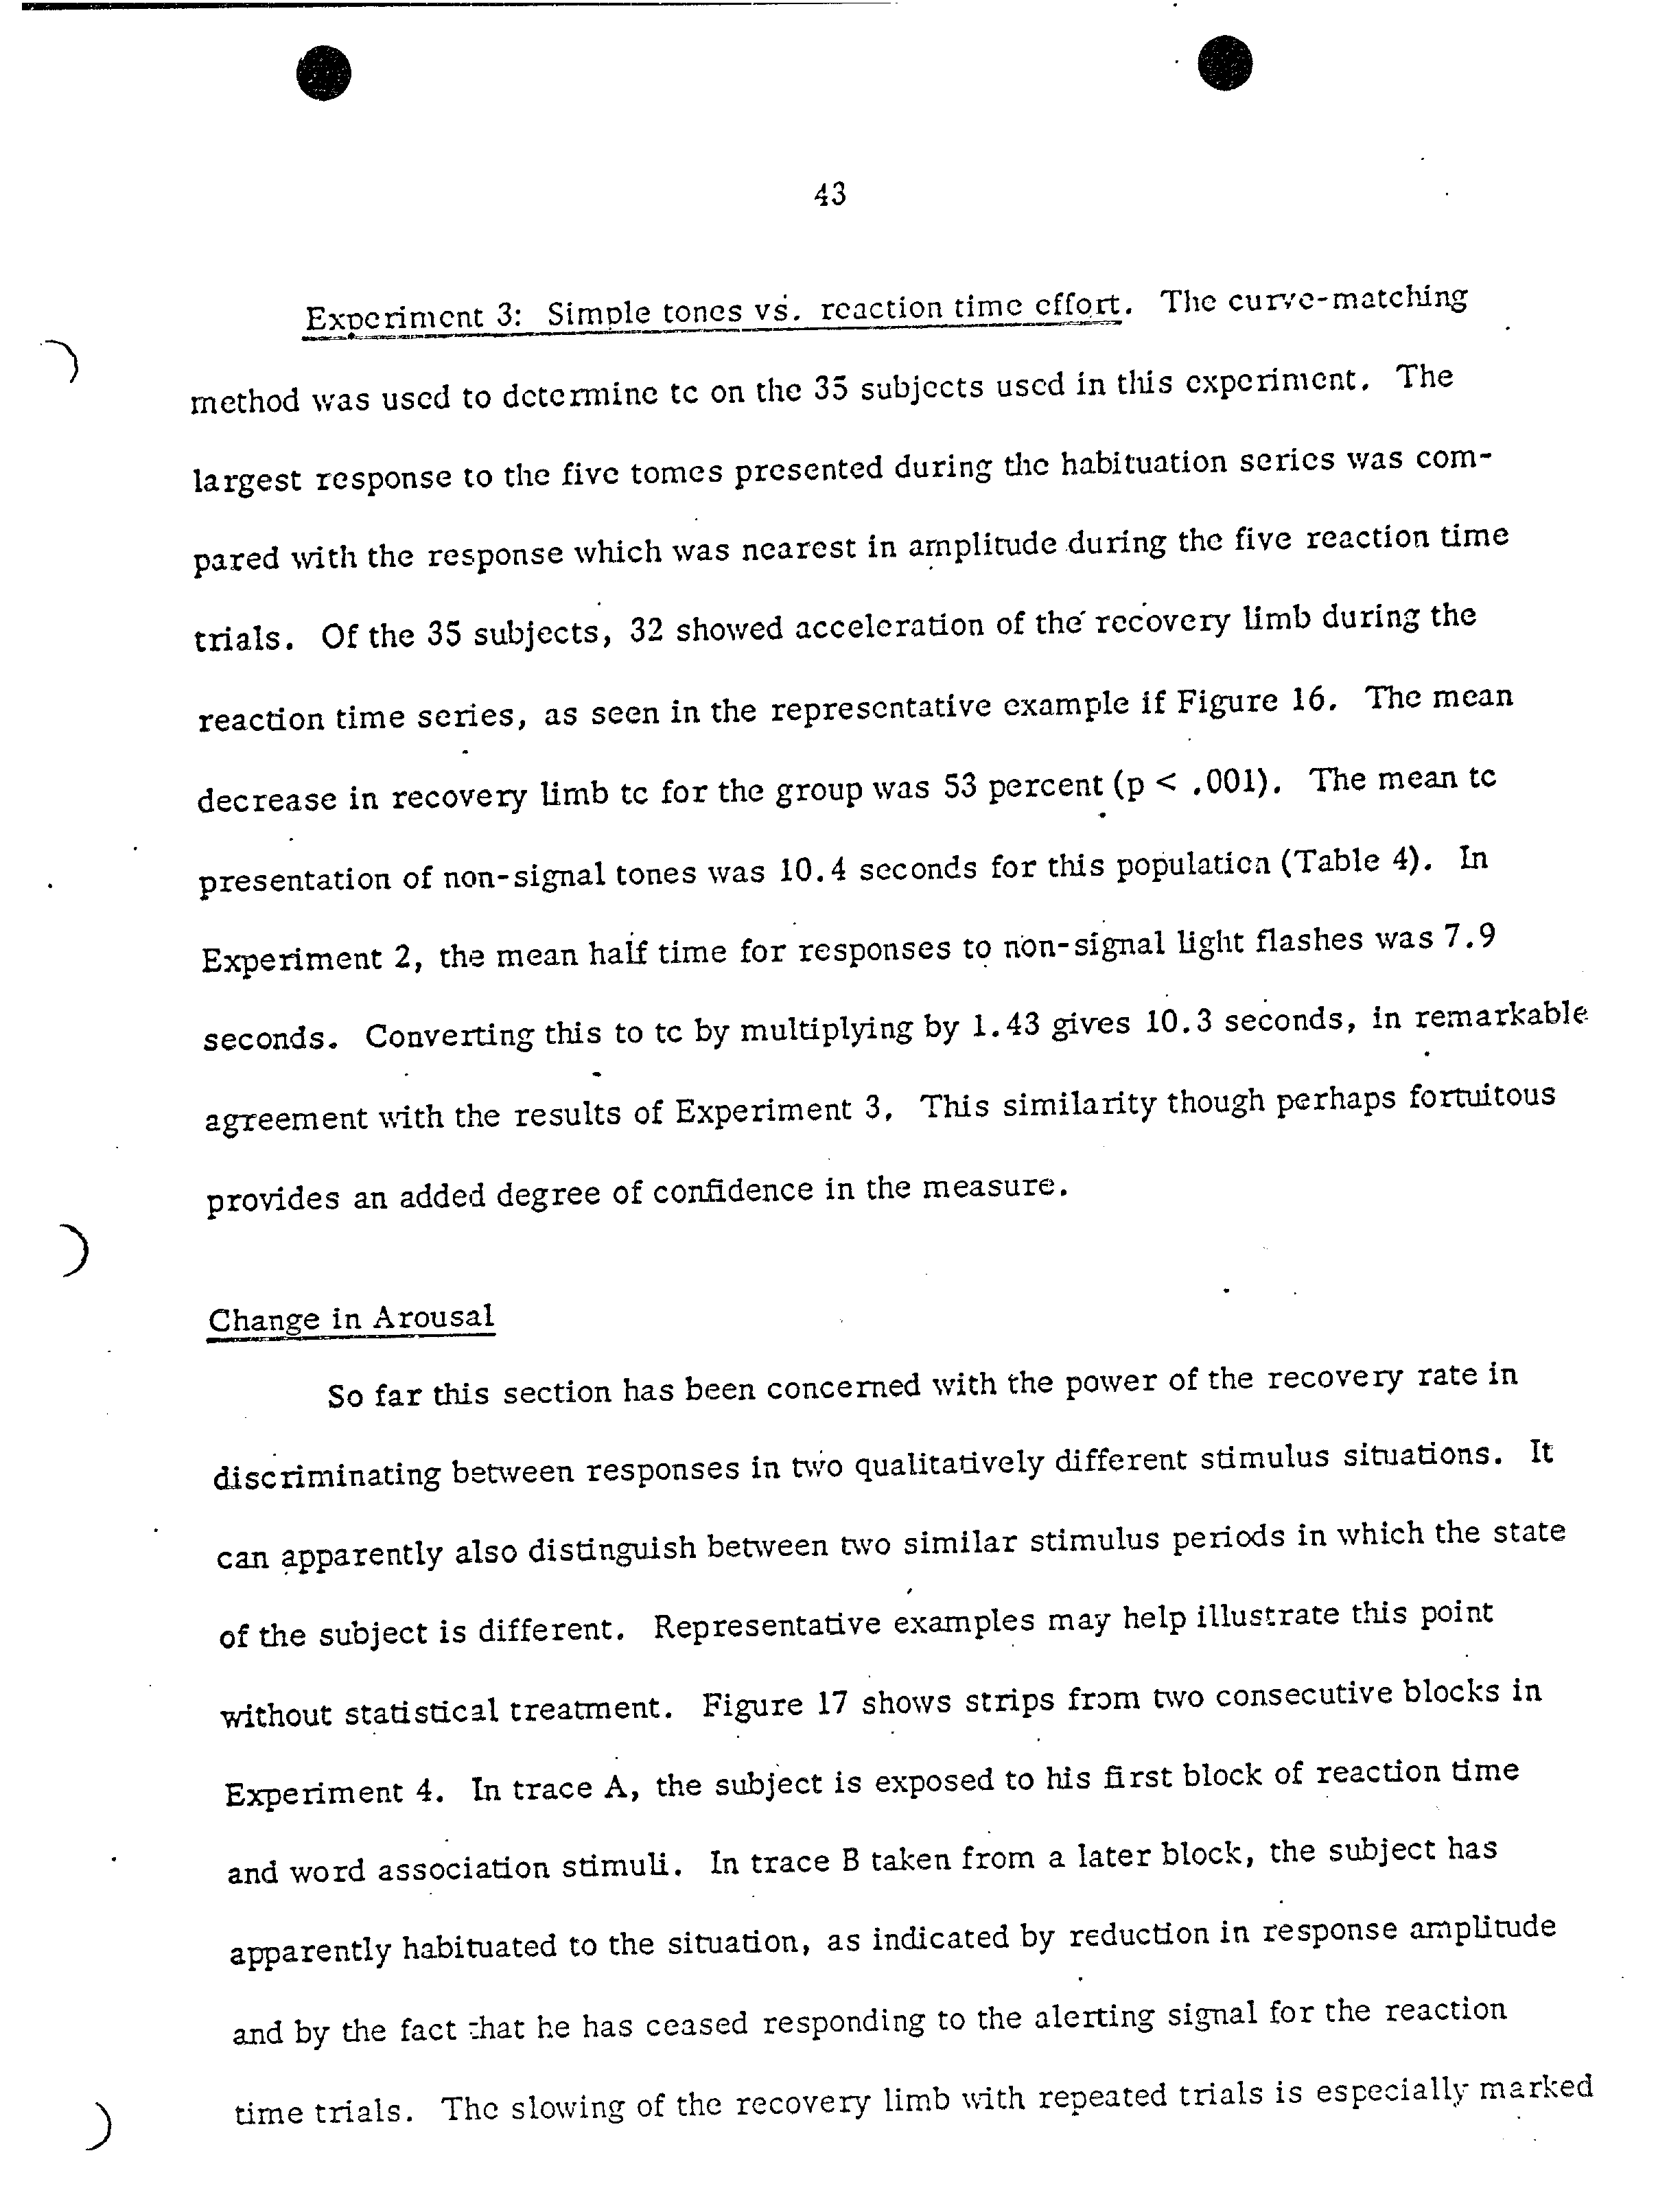 43
Experiment 3: Simple tones vs. reaction time effort. The curve-matching
method was used to determine tc on the 35 subjects used in this experiment. The
largest response to the five tomes presented during the habituation series was com-
pared with the response which was nearest in amplitude during the five reaction time
trials. Of the 35 subjects, 32 showed acceleration of the recovery limb during the
reaction time series, as seen in the representative example if Figure 16. The mean
decrease in recovery limb tc for the group was 53 percent (p < .001). The mean tc
presentation of non-signal tones was 10.4 seconds for this population (Table 4). In
Experiment 2, the mean half time for responses to non-signal light flashes was 7.9
seconds. Converting this to tc by multiplying by 1.43 gives 10.3 seconds, in remarkable
agreement with the results of Experiment 3. This similarity though perhaps fortuitous
provides an added degree of confidence in the measure.
Change in Arousal
So far this section has been concerned with the power of the recovery rate in
discriminating between responses in two qualitatively different stimulus situations. It
can apparently also distinguish between two similar stimulus periods in which the state
of the subject is different. Representative examples may help illustrate this point
without statistical treatment. Figure 17 shows strips from two consecutive blocks in
Experiment 4. In trace A, the subject is exposed to his first block of reaction time
and word association stimuli. In trace B taken from a later block, the subject has
apparently habituated to the situation, as indicated by reduction in response amplitude
and by the fact that he has ceased responding to the alerting signal for the reaction
time trials. The slowing of the recovery limb with repeated trials is especially marked